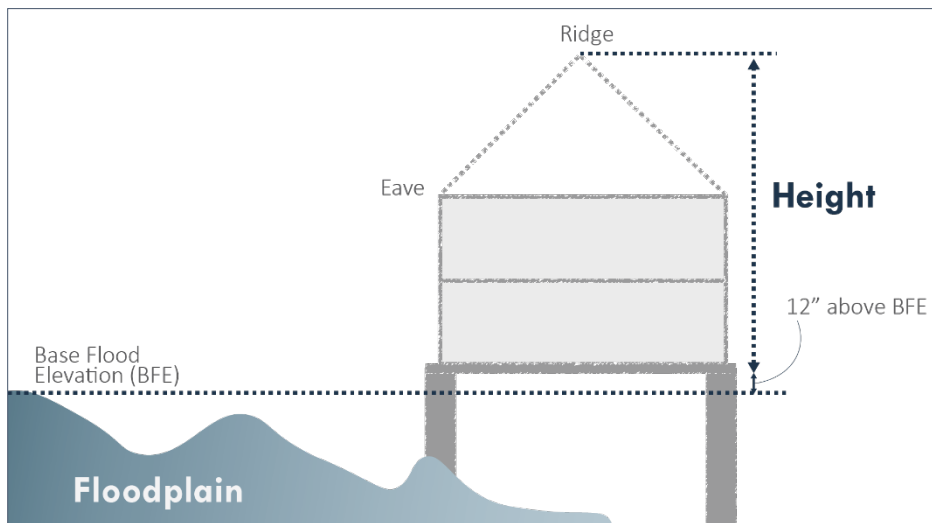 Ridge
Eave
Height
12” above BFE
Base Flood
Elevation (BFE)
Floodplain